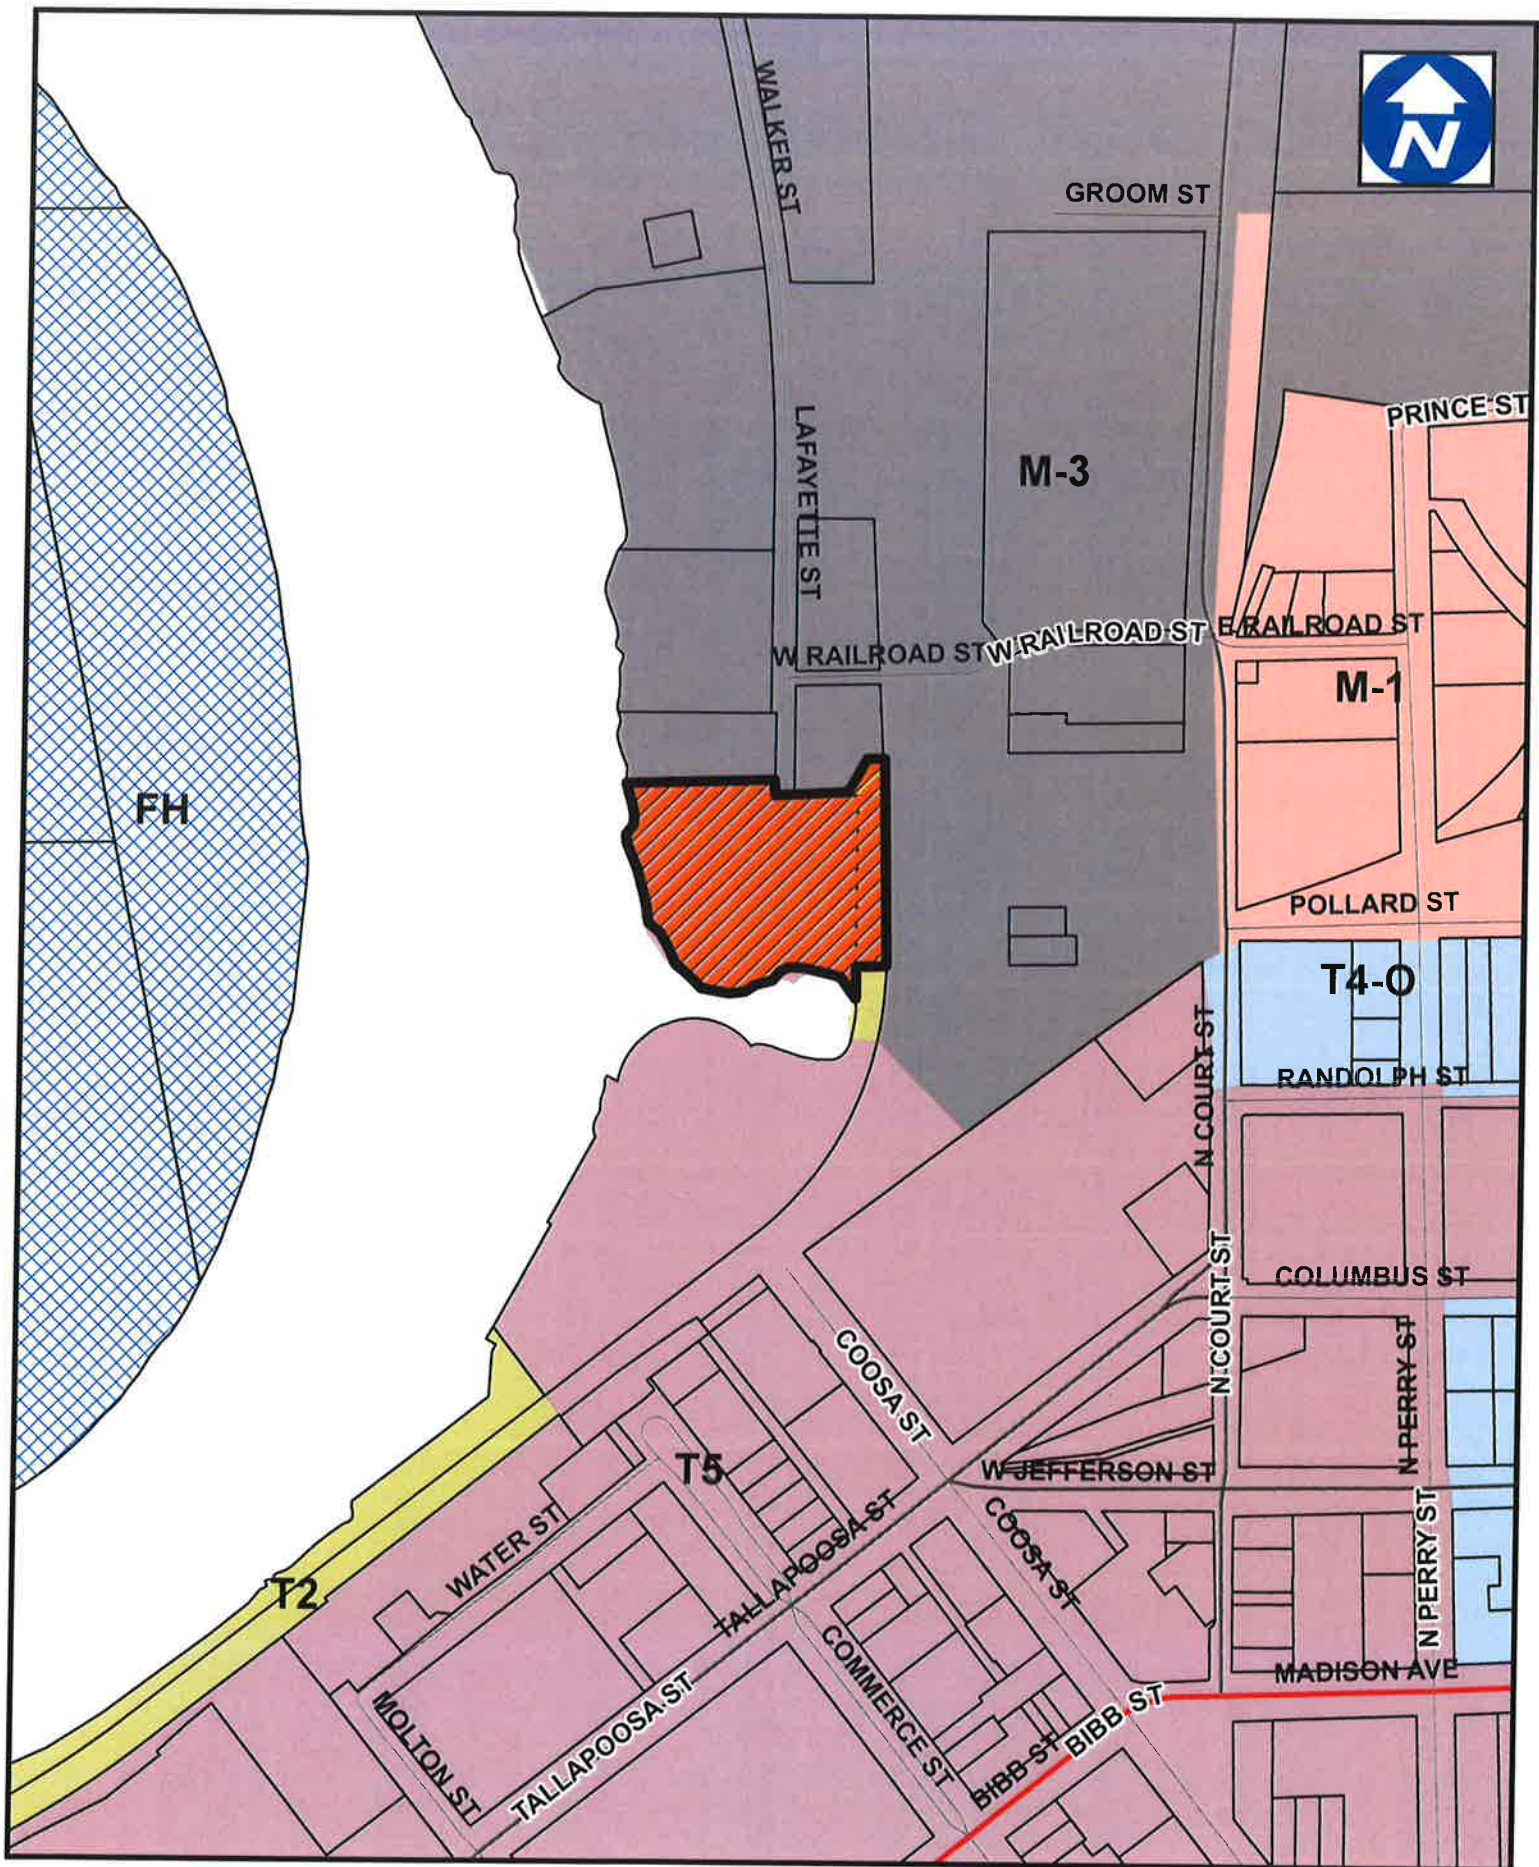 N
WALKER ST
GROOM ST
PRINCE ST
LAFAYETTE ST
M-3
W RAILROAD ST
W RAILROAD ST
E RAILROAD ST
M-1
FH
POLLARD ST
T4-O
N COURT ST
RANDOLPH ST
N COURT ST
COLUMBUS ST
N PERRY ST
COOSA ST
T5
W JEFFERSON ST
WATER ST
TALLAPOOSA ST
COOSA ST
N PERRY ST
T2
COMMERCE ST
MADISON AVE
MOLTON ST
TALLAPOOSA ST
BIBB ST
BIBB ST